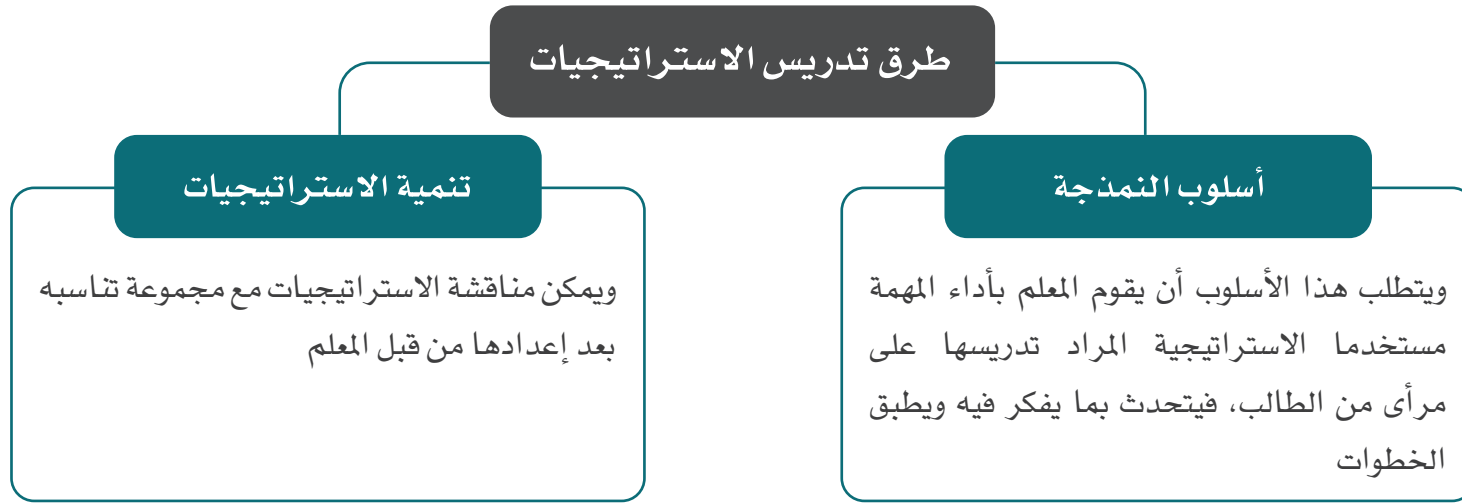 طرق تدريس الاستراتيجيات
أسلوب النمذجة
ويتطلب هذا الأسلوب أن يقوم المعلم بأداء المهمة
مستخدما الاستراتيجية المراد تدريسها على
مرأى من الطالب، فيتحدث بما يفكر فيه ويطبق
الخطوات
تنمية الاستراتيجيات
ويمكن مناقشة الاستراتيجيات مع مجموعة تناسبه
بعد إعدادها من قبل المعلم